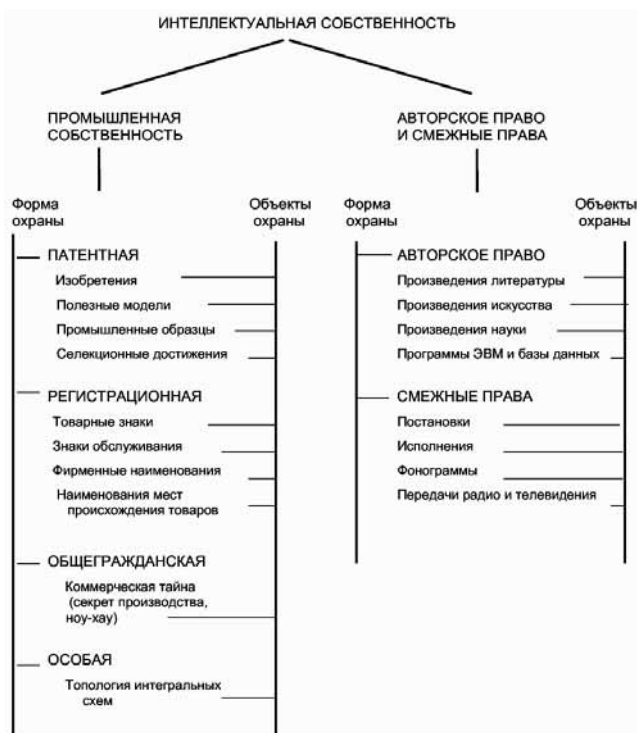 ИНТЕЛЛЕКТУАЛЬНАЯ СОБСТВЕННОСТЬ
ПРОМЫШЛЕННАЯ
СОБСТВЕННОСТЬ
АВТОРСКОЕ ПРАВО
И СМЕЖНЫЕ ПРАВА
Форма
охраны
Объекты
охраны
ПАТЕНТНАЯ
Изобретения
Полезные модели
Промышленные образцы
Селекционные достижения
РЕГИСТРАЦИОННАЯ
Товарные знаки
Знаки обслуживания
Фирменные наименования
Наименования мест
происхождения товаров
ОБЩЕГРАЖДАНСКАЯ
Коммерческая тайна
(секрет производства,
ноу-хау)
ОСОБАЯ
Топология интегральных
схем
Форма
охраны
Объекты
охраны
АВТОРСКОЕ ПРАВО
Произведения литературы
Произведения искусства
Произведения науки
Программы ЭВМ и базы данных
СМЕЖНЫЕ ПРАВА
Постановки
Исполнения
Фонограммы
Передачи радио и телевидения